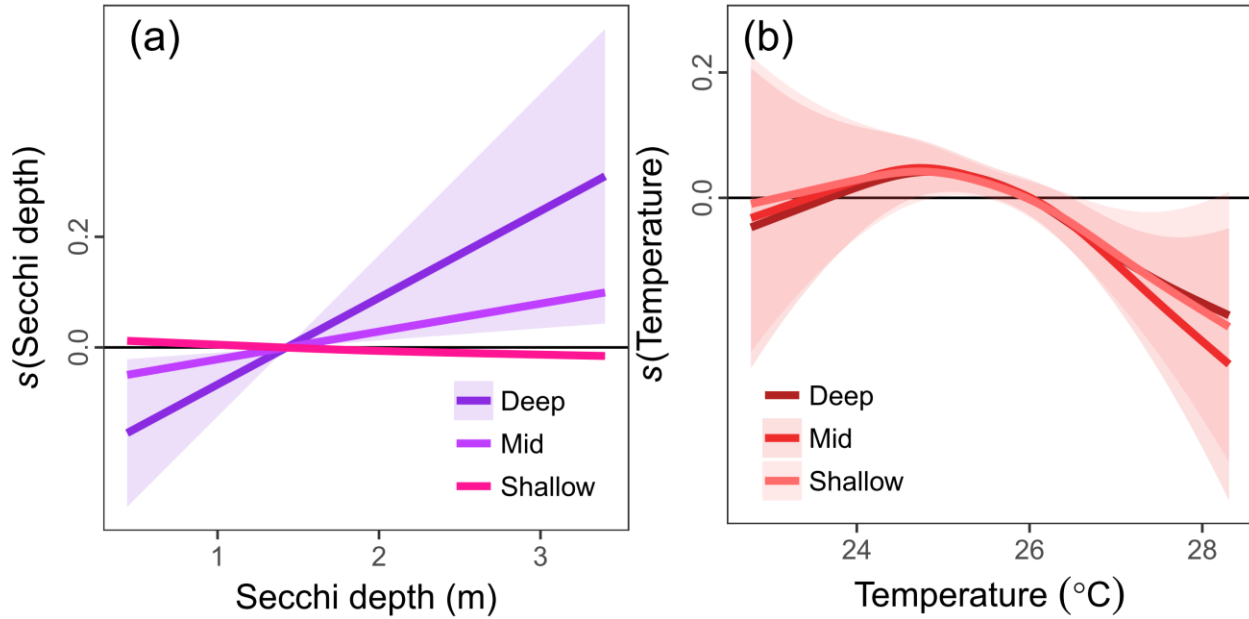 (a)
s(Secchi depth)
0.2
0.0
Deep
Mid
Shallow
1 2 3
Secchi depth (m)
(b)
s(Temperature)
0.2
0.0
Deep
Mid
Shallow
24 26 28
Temperature (°C)